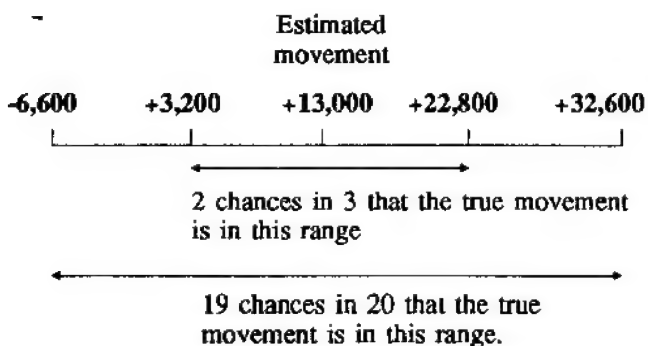 Estimated
movement
-6,600 +3,200 +13,000 +22,800 +32,600
2 chances in 3 that the true movement
is in this range
19 chances in 20 that the true
movement is in this range.